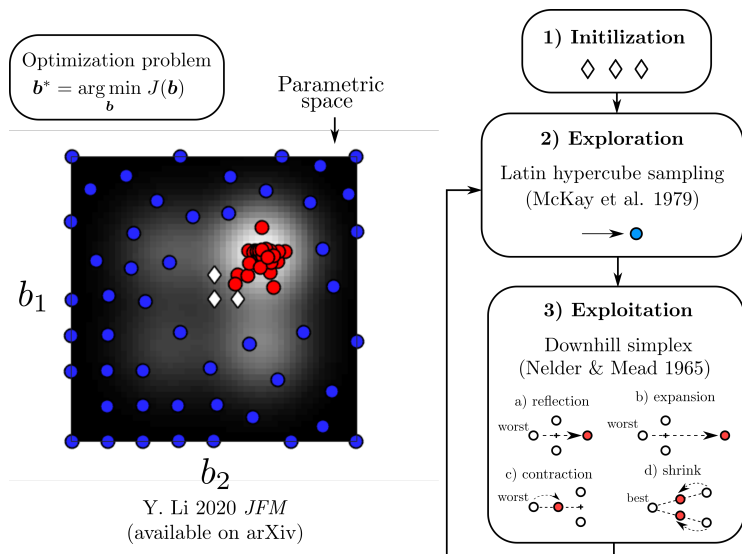 Optimization problem
b* = arg min J(b)
b
Parametric
space
b₁
b₂
Y. Li 2020 JFM
(available on arXiv)
1) Initilization
2) Exploration
Latin hypercube sampling
(McKay et al. 1979)
3) Exploitation
Downhill simplex
(Nelder & Mead 1965)
a) reflection
worst
b) expansion
worst
c) contraction
worst
d) shrink
best